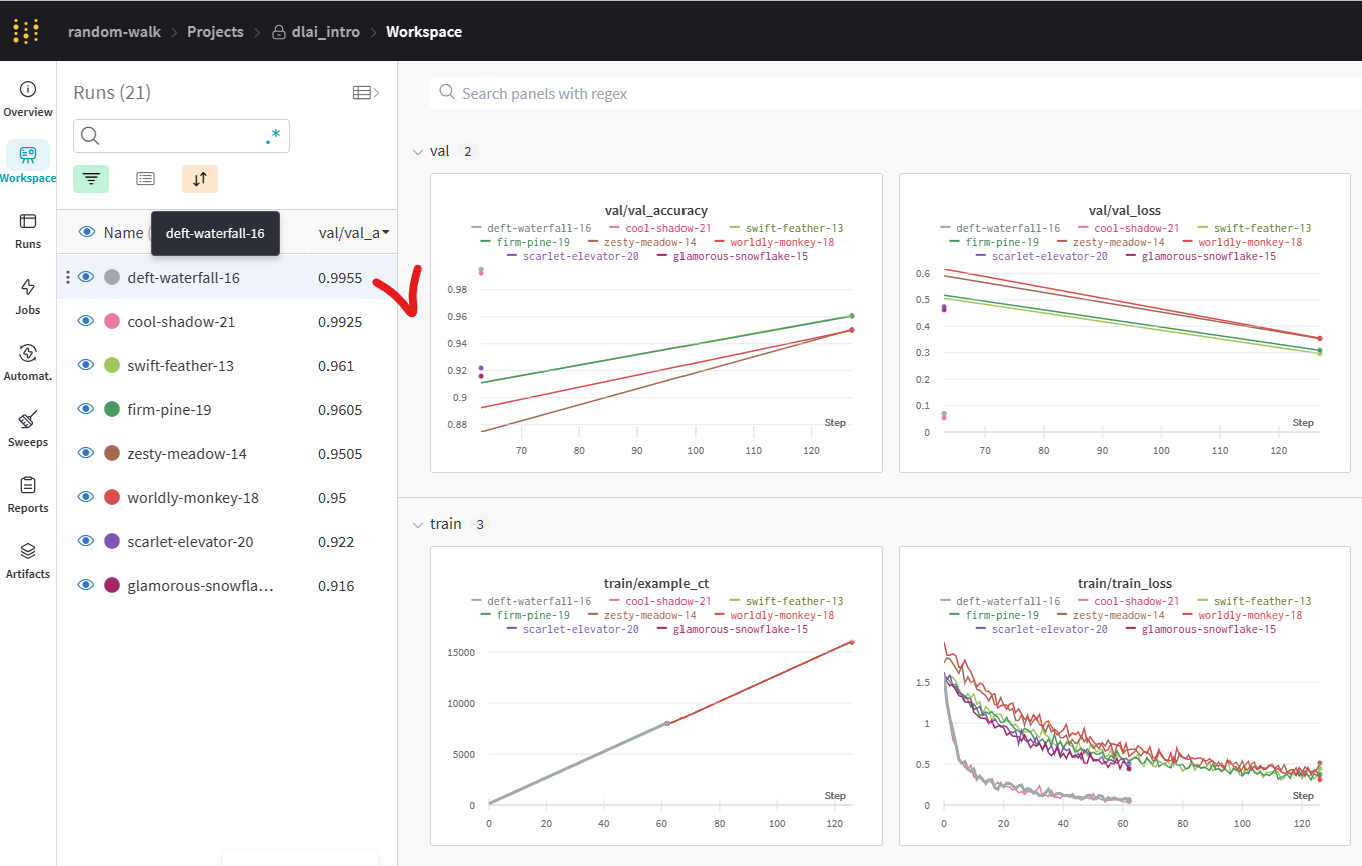 random-walk > Projects > dlai_intro > Workspace
Overview
Workspace
Runs
Jobs
Automat.
Sweeps
Reports
Artifacts
Runs (21)
.*
Name (
deft-waterfall-16
val/val_a
deft-waterfall-16 0.9955
cool-shadow-21 0.9925
swift-feather-13 0.961
firm-pine-19 0.9605
zesty-meadow-14 0.9505
worldly-monkey-18 0.95
scarlet-elevator-20 0.922
glamorous-snowfla... 0.916
Search panels with regex
val 2
val/val_accuracy
deft-waterfall-16 cool-shadow-21 swift-feather-13
firm-pine-19 zesty-meadow-14 worldly-monkey-18
scarlet-elevator-20 glamorous-snowflake-15
0.98
0.96
0.94
0.92
0.9
0.88
Step
70 80 90 100 110 120
val/val_loss
deft-waterfall-16 cool-shadow-21 swift-feather-13
firm-pine-19 zesty-meadow-14 worldly-monkey-18
scarlet-elevator-20 glamorous-snowflake-15
0.6
0.5
0.4
0.3
0.2
0.1
0
Step
70 80 90 100 110 120
train 3
train/example_ct
deft-waterfall-16 cool-shadow-21 swift-feather-13
firm-pine-19 zesty-meadow-14 worldly-monkey-18
scarlet-elevator-20 glamorous-snowflake-15
15000
10000
5000
0
Step
0 20 40 60 80 100 120
train/train_loss
deft-waterfall-16 cool-shadow-21 swift-feather-13
firm-pine-19 zesty-meadow-14 worldly-monkey-18
scarlet-elevator-20 glamorous-snowflake-15
1.5
1
0.5
0
Step
0 20 40 60 80 100 120